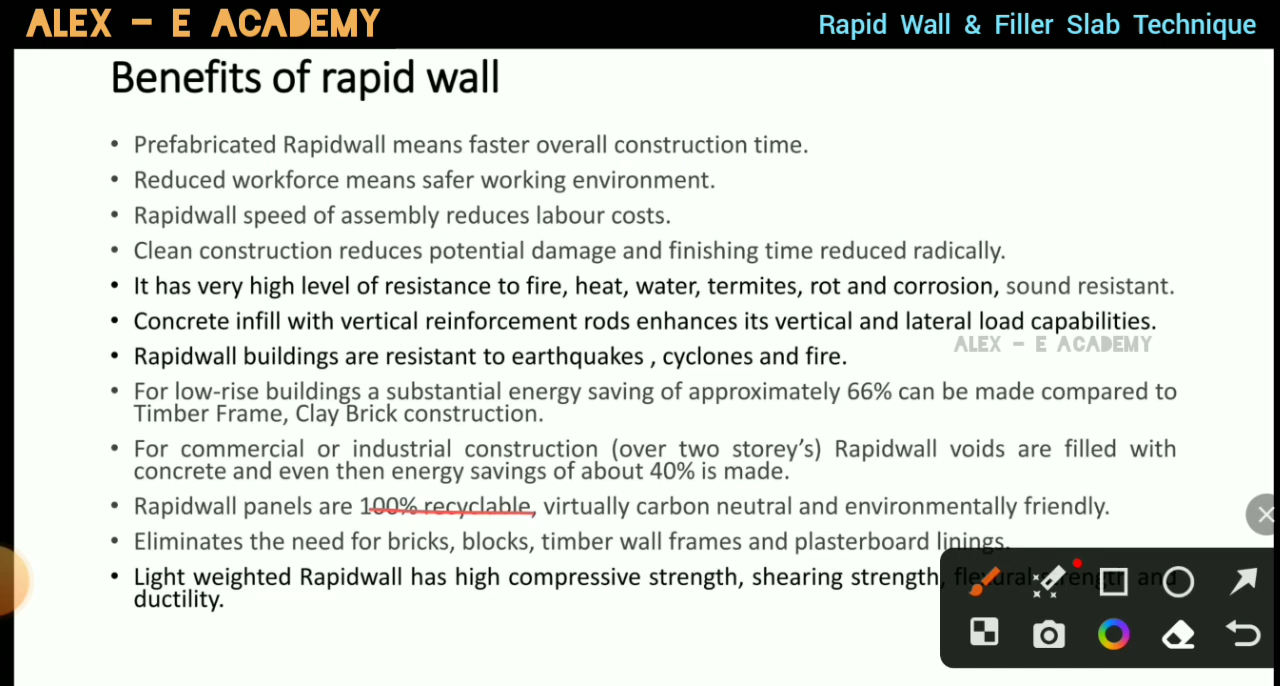 ALEX – E ACADEMY
Rapid Wall & Filler Slab Technique
Benefits of rapid wall
• Prefabricated Rapidwall means faster overall construction time.
• Reduced workforce means safer working environment.
• Rapidwall speed of assembly reduces labour costs.
• Clean construction reduces potential damage and finishing time reduced radically.
• It has very high level of resistance to fire, heat, water, termites, rot and corrosion, sound resistant.
• Concrete infill with vertical reinforcement rods enhances its vertical and lateral load capabilities.
ALEX – E ACADEMY
• Rapidwall buildings are resistant to earthquakes , cyclones and fire.
• For low-rise buildings a substantial energy saving of approximately 66% can be made compared to
Timber Frame, Clay Brick construction.
• For commercial or industrial construction (over two storey’s) Rapidwall voids are filled with
concrete and even then energy savings of about 40% is made.
• Rapidwall panels are 100% recyclable, virtually carbon neutral and environmentally friendly.
• Eliminates the need for bricks, blocks, timber wall frames and plasterboard linings.
• Light weighted Rapidwall has high compressive strength, shearing strength, flexural strength and
ductility.